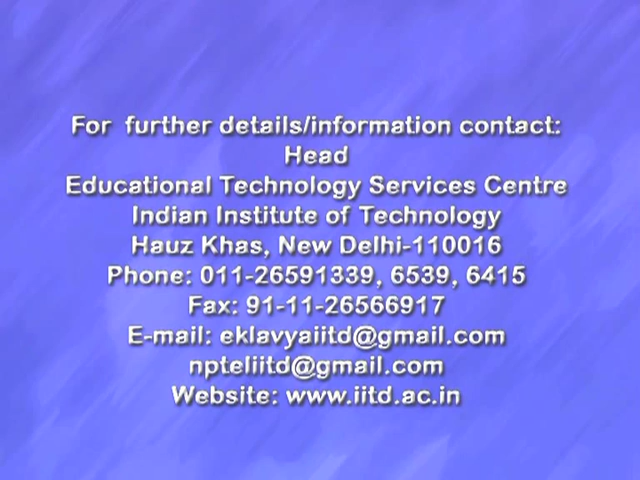 For further details/information contact:
Head
Educational Technology Services Centre
Indian Institute of Technology
Hauz Khas, New Delhi-110016
Phone: 011-26591339, 6539, 6415
Fax: 91-11-26566917
E-mail: eklavyaiitd@gmail.com
npteliitd@gmail.com
Website: www.iitd.ac.in